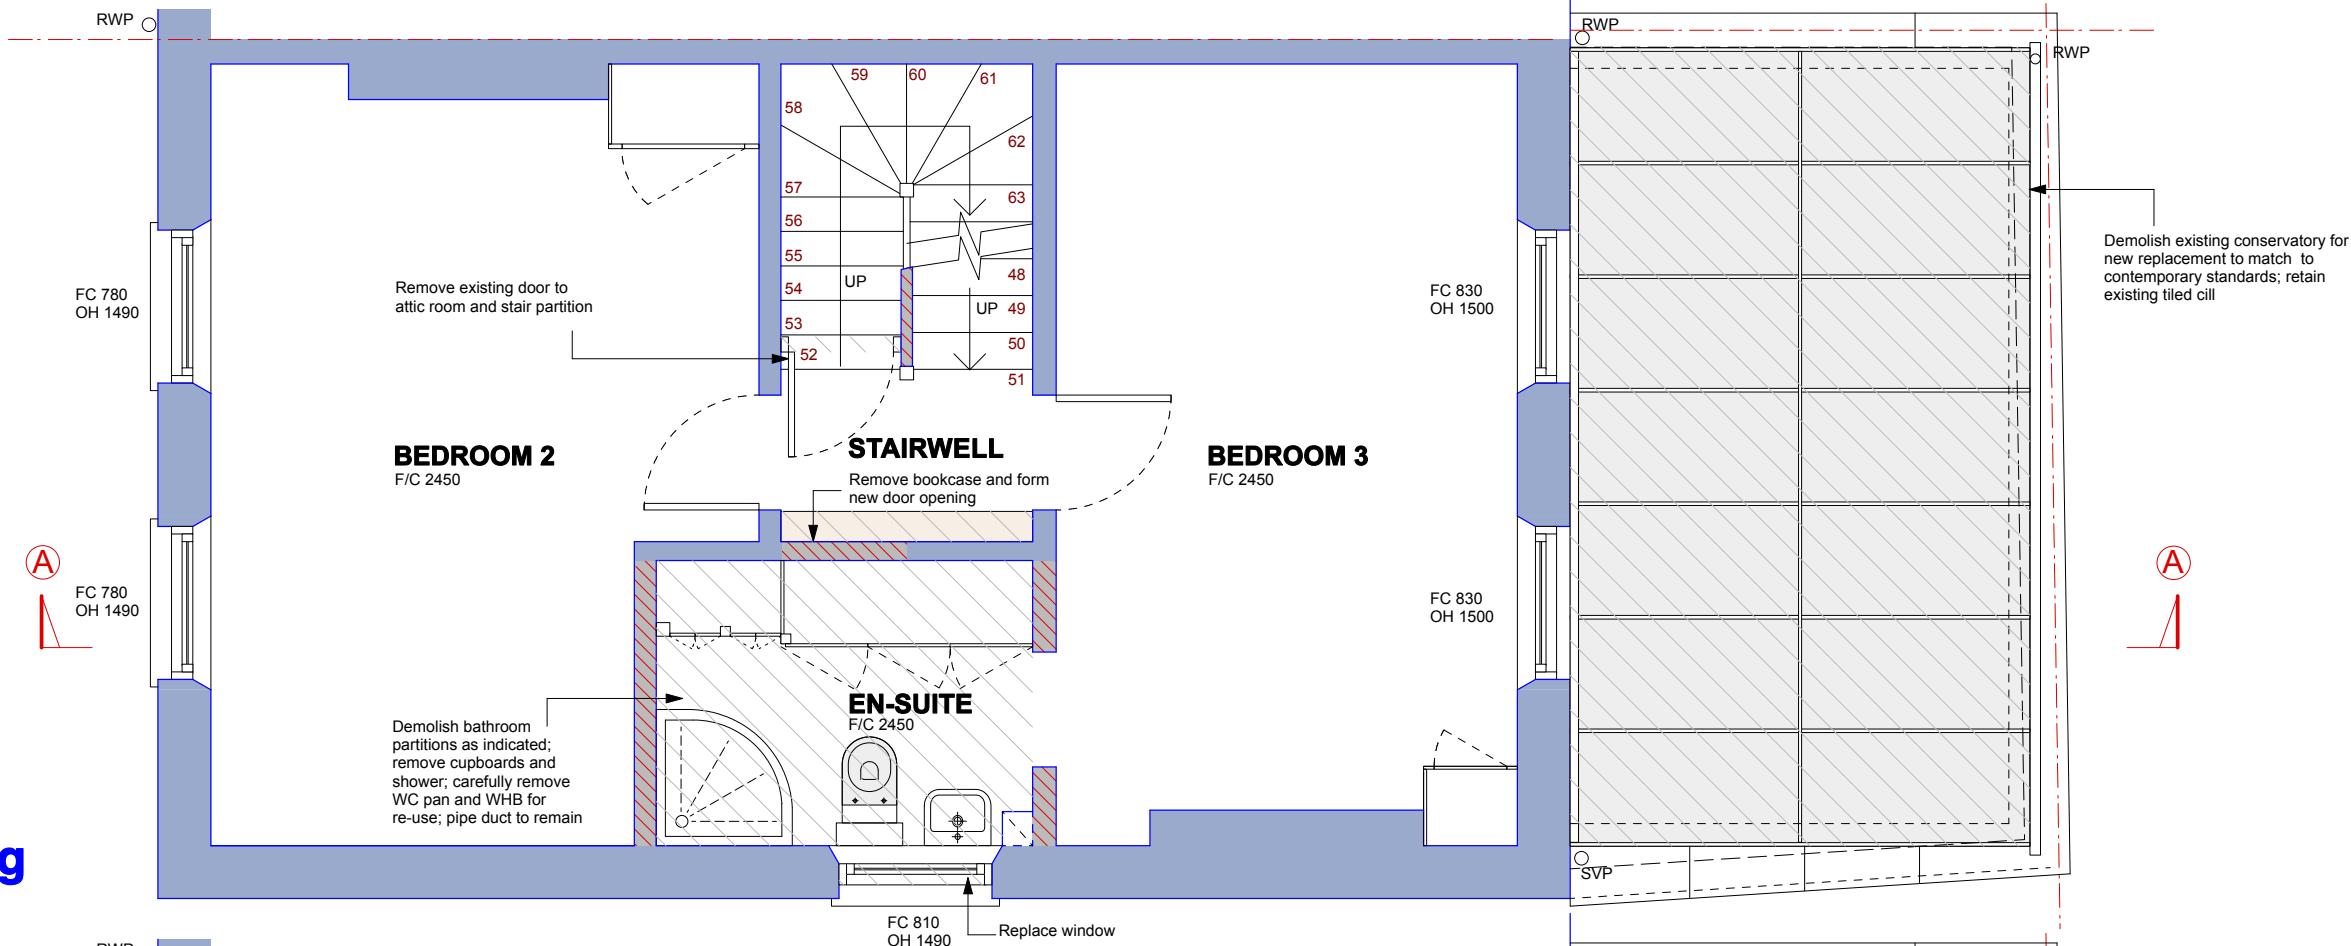 RWP
RWP
RWP
59
60
61
58
62
57
63
56
55
48
UP
54
UP
49
53
50
52
51
Demolish existing conservatory for
new replacement to match to
contemporary standards; retain
existing tiled cill
Remove existing door to
attic room and stair partition
FC 780
OH 1490
FC 830
OH 1500
BEDROOM 2
F/C 2450
STAIRWELL
Remove bookcase and form
new door opening
BEDROOM 3
F/C 2450
A
A
FC 780
OH 1490
FC 830
OH 1500
EN-SUITE
F/C 2450
Demolish bathroom
partitions as indicated;
remove cupboards and
shower; carefully remove
WC pan and WHB for
re-use; pipe duct to remain
g
SVP
FC 810
OH 1490
Replace window
RWP